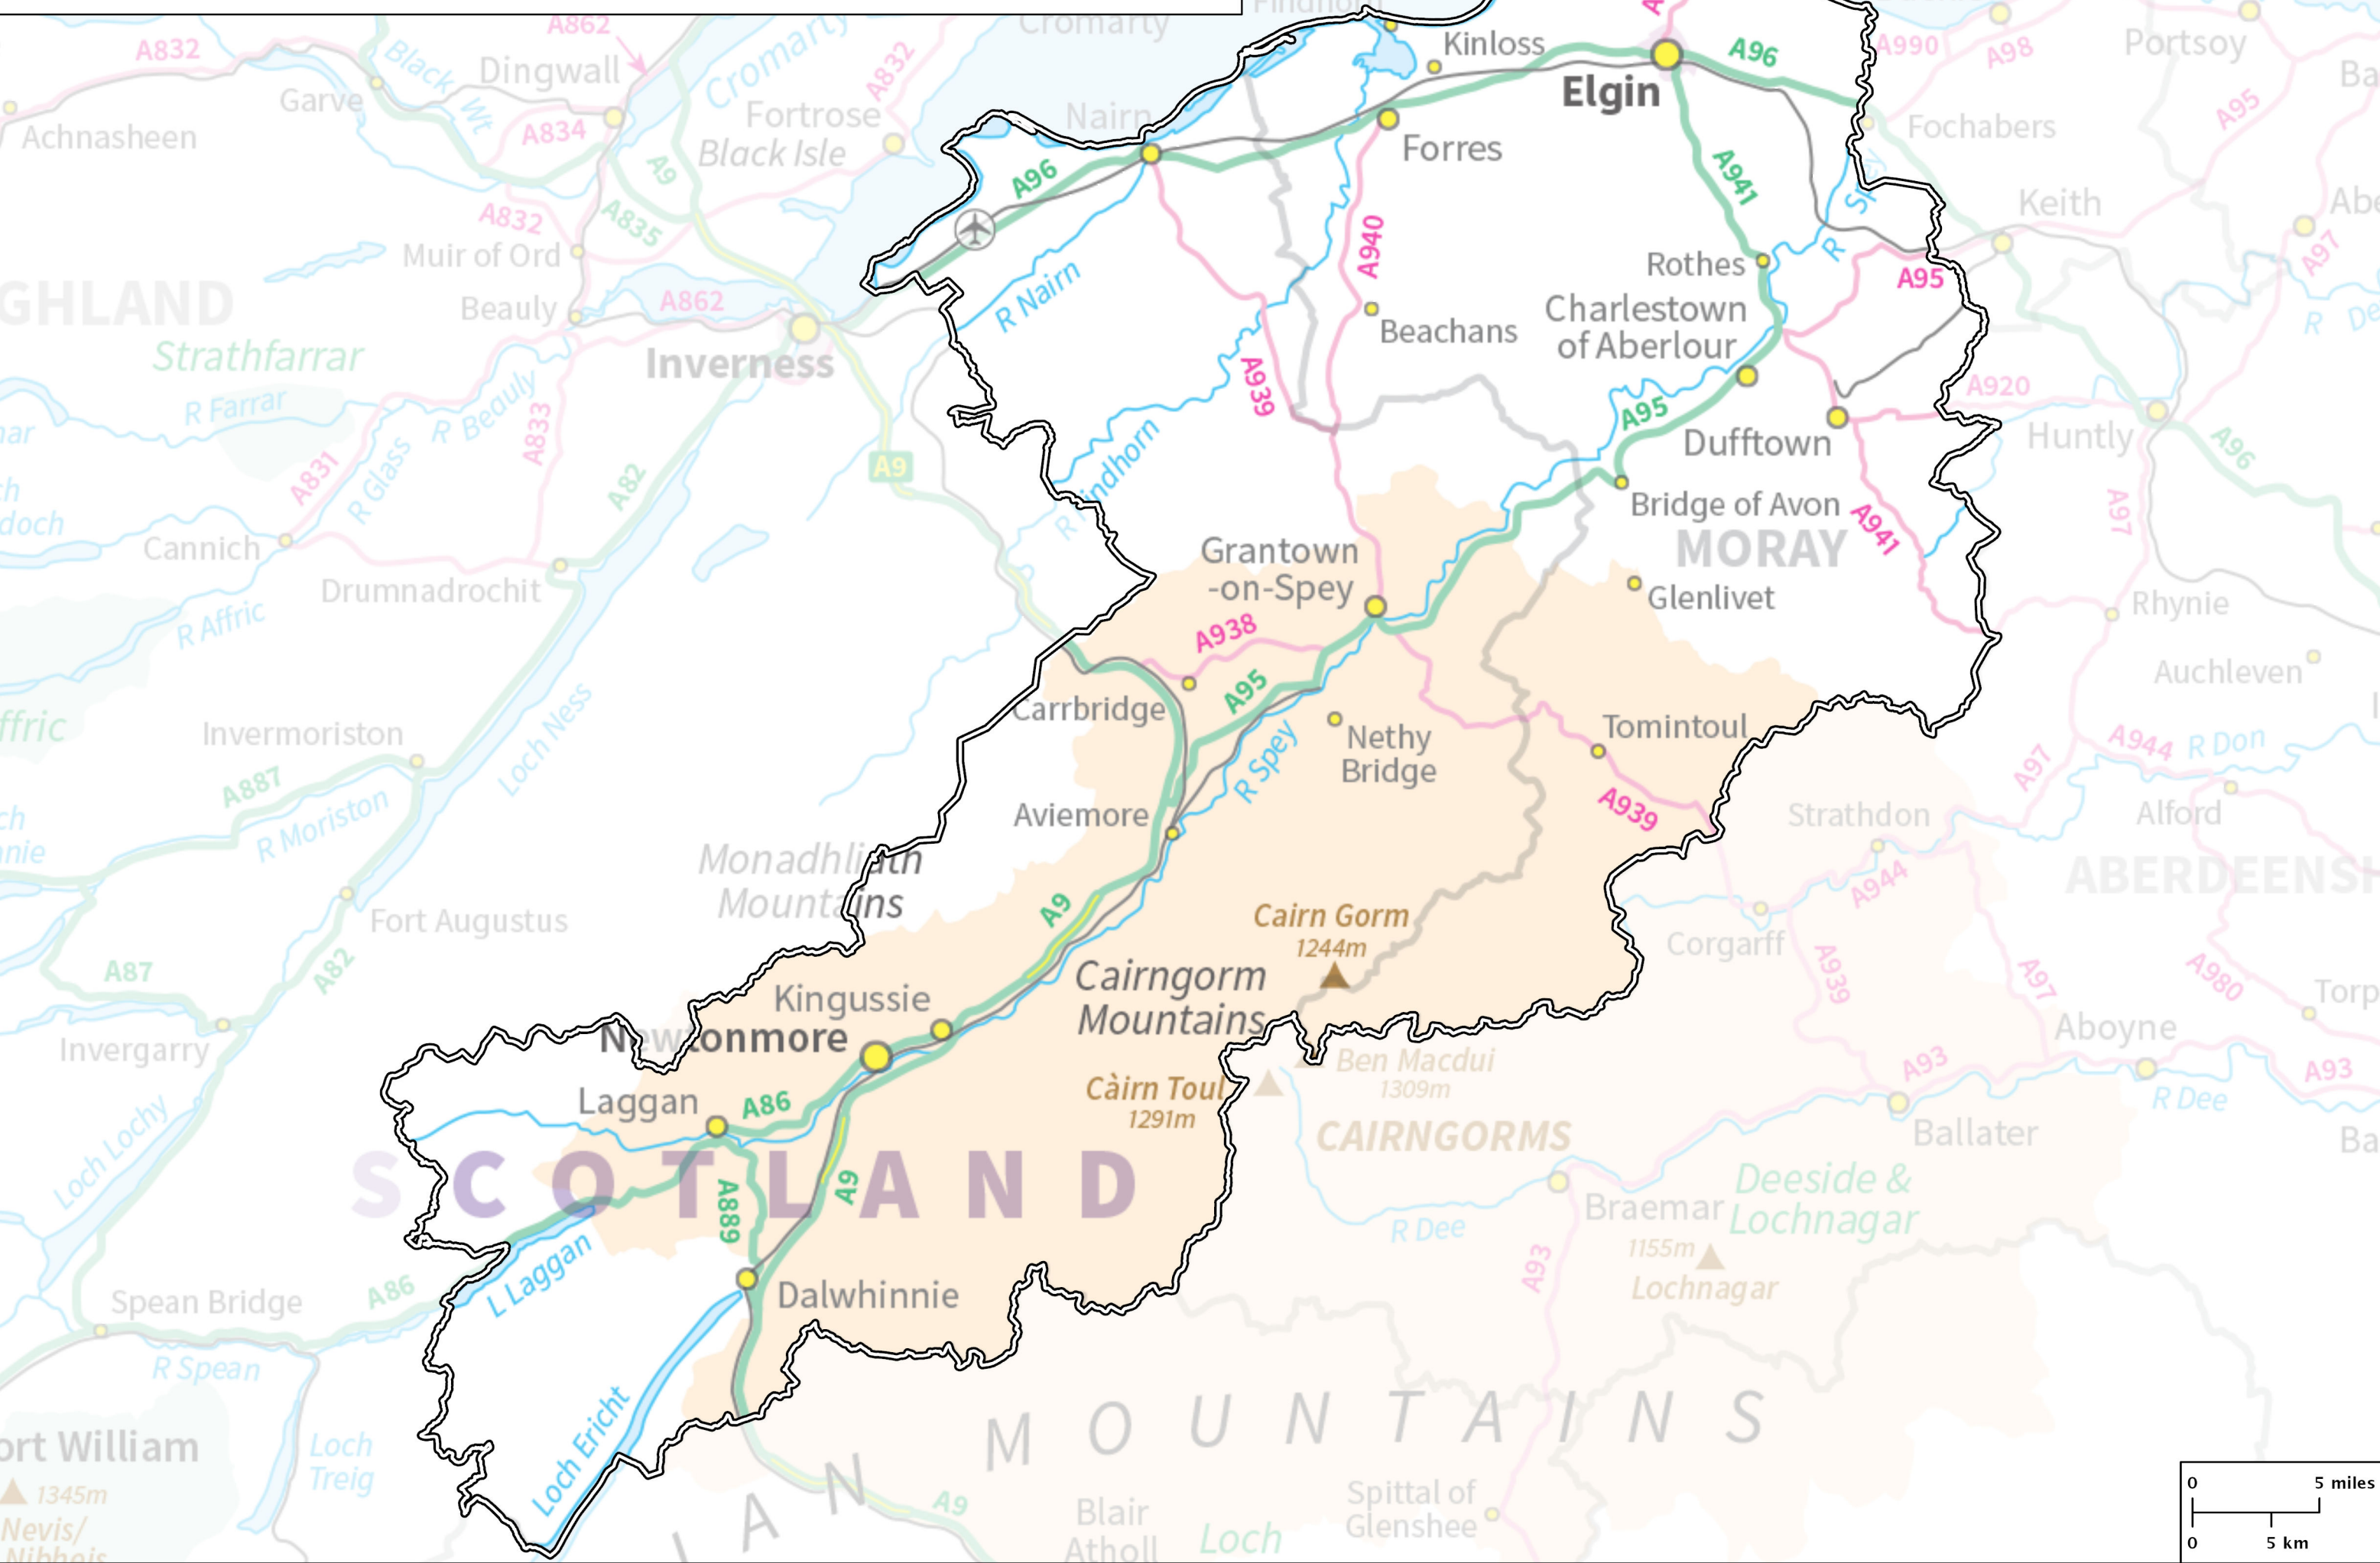 A862
Cromarty
A832
A832
Black Wt
Dingwall
Cromarty
Kinloss
A96
A990
A98
Portsoy
Garve
Fortrose
Nairn
Elgin
A95
Achnasheen
A834
Black Isle
Forres
Fochabers
A9
A96
A941
A832
A835
Keith
Spey
R
Muir of Ord
A940
Rothes
A95
A97
GHLAND
Beauly
A862
R Nairn
Beachans
Charlestown
of Aberlour
Strathfarrar
Inverness
A939
A920
R Farrar
R Beauly
A833
A95
Dufftown
Huntly
A96
A831
R Glass
A82
A9
R Findhorn
Bridge of Avon
A941
A97
Cannich
Grantown
-on-Spey
MORAY
Drumnadrochit
Glenlivet
Rhynie
R Affric
A938
Auchleven
Carrbridge
A95
Invermoriston
Loch Ness
R Spey
Nethy
Bridge
Tomintoul
A944
R Don
A887
R Moriston
Aviemore
A939
A97
Strathdon
Alford
Monadhliath
Mountains
A944
ABERDEENSH
Fort Augustus
A9
Cairn Gorm
1244m
Corgarff
A87
A82
Cairngorm
Mountains
A939
A97
A980
Kingussie
Newtonmore
Invergarry
Aboyne
Ben Macdui
1309m
A93
A93
Laggan
A86
Càirn Toul
1291m
R Dee
Loch Lochy
CAIRNGORMS
Ballater
SCOTLAND
A889
A9
Deeside &
Lochnagar
Braemar
R Dee
L Laggan
A93
1155m
Lochnagar
Spean Bridge
A86
Dalwhinnie
R Spean
Loch Ericht
MOUNTAINS
ort William
Loch
Treig
1345m
Nevis/
A9
Blair
Atholl
Loch
Spittal of
Glenshee
0 5 miles
0 5 km